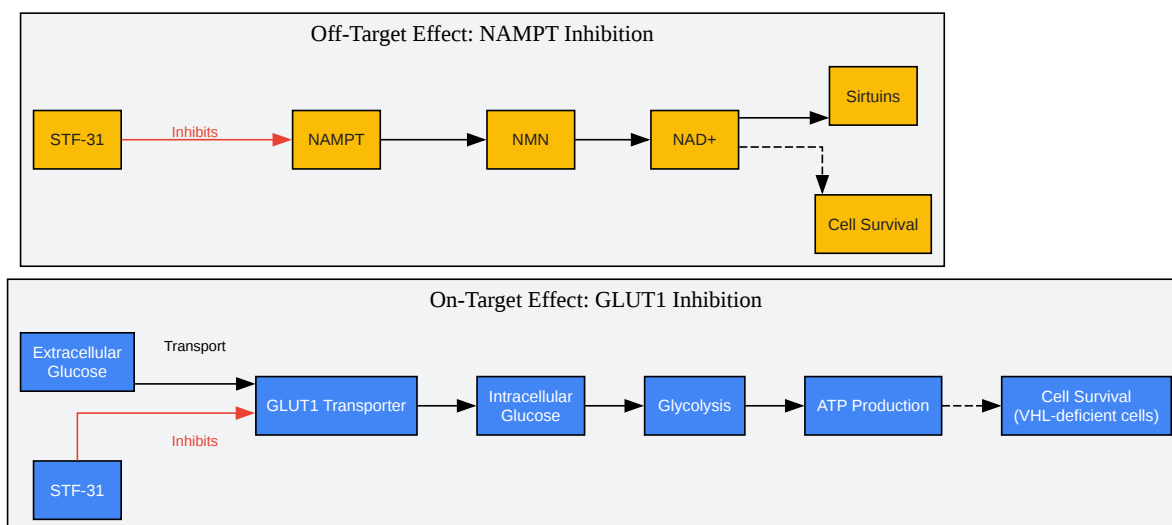 Off-Target Effect: NAMPT Inhibition
STF-31
Inhibits
NAMPT
NMN
NAD+
Sirtuins
Cell Survival
On-Target Effect: GLUT1 Inhibition
Extracellular
Glucose
Transport
GLUT1 Transporter
Intracellular
Glucose
Glycolysis
ATP Production
Cell Survival
(VHL-deficient cells)
Inhibits
STF-31